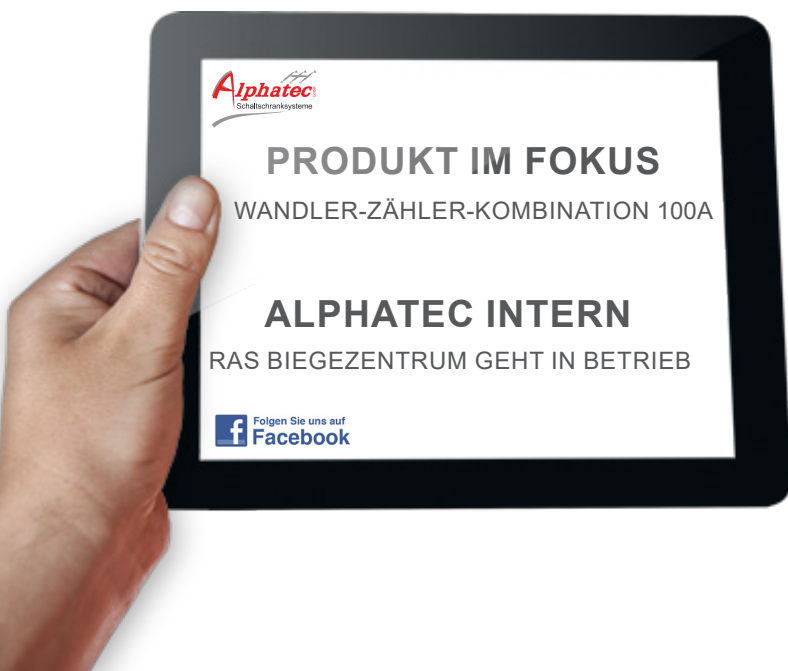 Alphatec
Schaltschranksysteme
PRODUKT IM FOKUS
WANDLER-ZÄHLER-KOMBINATION 100A
ALPHATEC INTERN
RAS BIEGEZENTRUM GEHT IN BETRIEB
Folgen Sie uns auf
Facebook